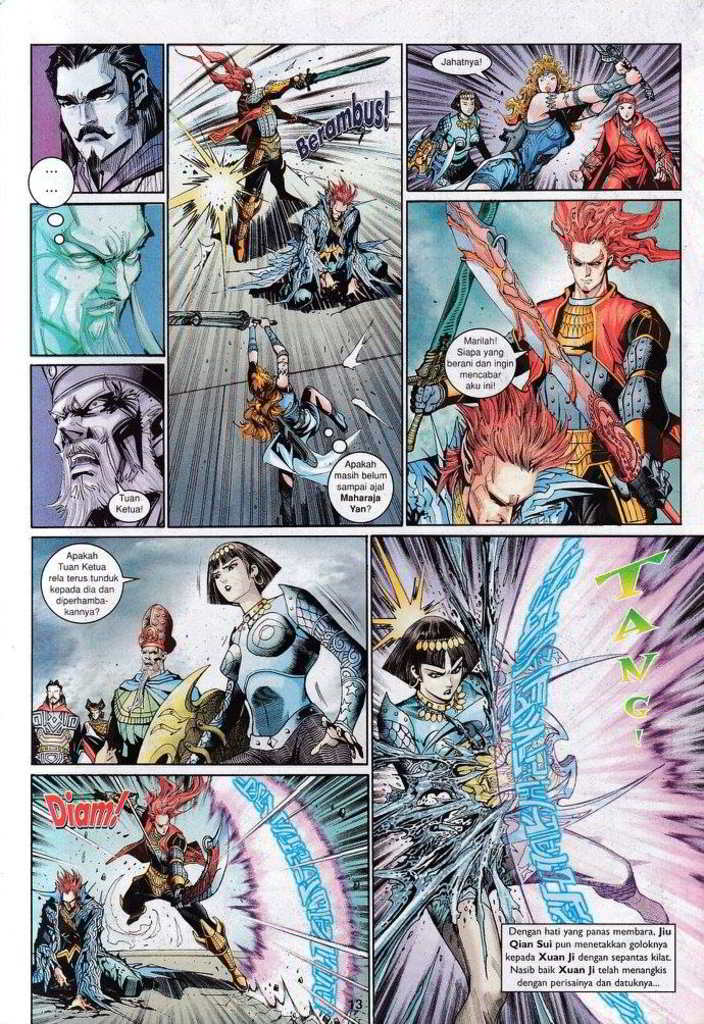 ...
...
Tuan
Ketua!
Berambus!
Apakah
masih belum
sampai ajal
Maharaja
Yan?
Jahatnya!
Marilah!
Siapa yang
berani dan ingin
mencabar
aku ini!
Apakah
Tuan Ketua
rela terus tunduk
kepada dia dan
diperhamba-
kannya?
Diam!
TANG!
Dengan hati yang panas membara, Jiu
Qian Sui pun menetakkan goloknya
kepada Xuan Ji dengan sepantas kilat.
Nasib baik Xuan Ji telah menangkis
dengan perisainya dan datuknya...
13